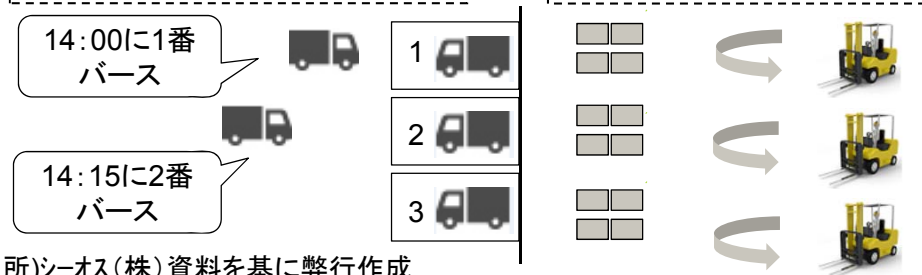 14:00に1番
バース
1
2
14:15に2番
バース
3
所)シーオス(株)資料を基に弊行作成